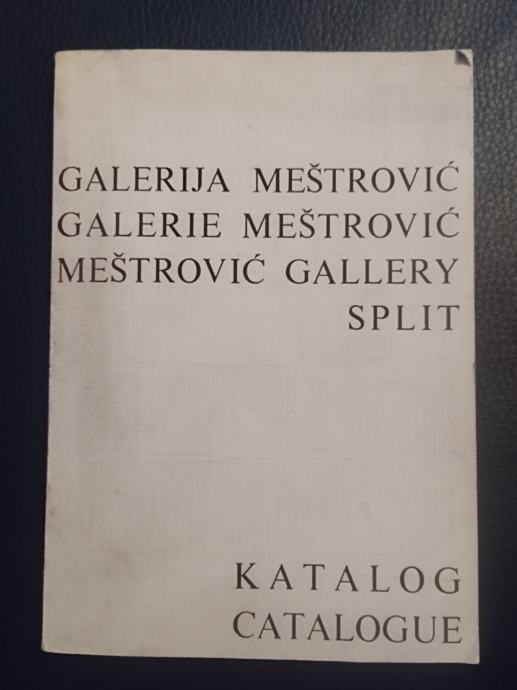 GALERIJA MEŠTROVIĆ
GALERIE MEŠTROVIĆ
MEŠTROVIĆ GALLERY
SPLIT
KATALOG
CATALOGUE